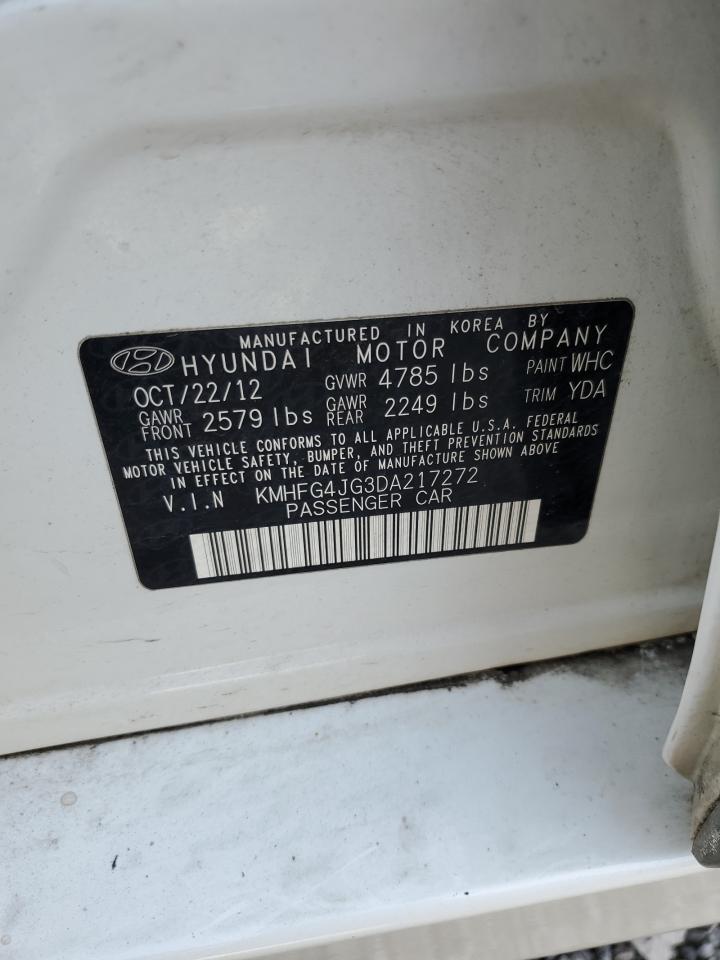 MANUFACTURED IN KOREA BY
HYUNDAI MOTOR COMPANY
OCT/22/12 GVWR 4785 lbs PAINT WHC
GAWR FRONT 2579 lbs GAWR REAR 2249 lbs TRIM YDA
THIS VEHICLE CONFORMS TO ALL APPLICABLE U.S.A. FEDERAL
MOTOR VEHICLE SAFETY, BUMPER, AND THEFT PREVENTION STANDARDS
IN EFFECT ON THE DATE OF MANUFACTURE SHOWN ABOVE
V.I.N KMHFG4JG3DA217272
PASSENGER CAR